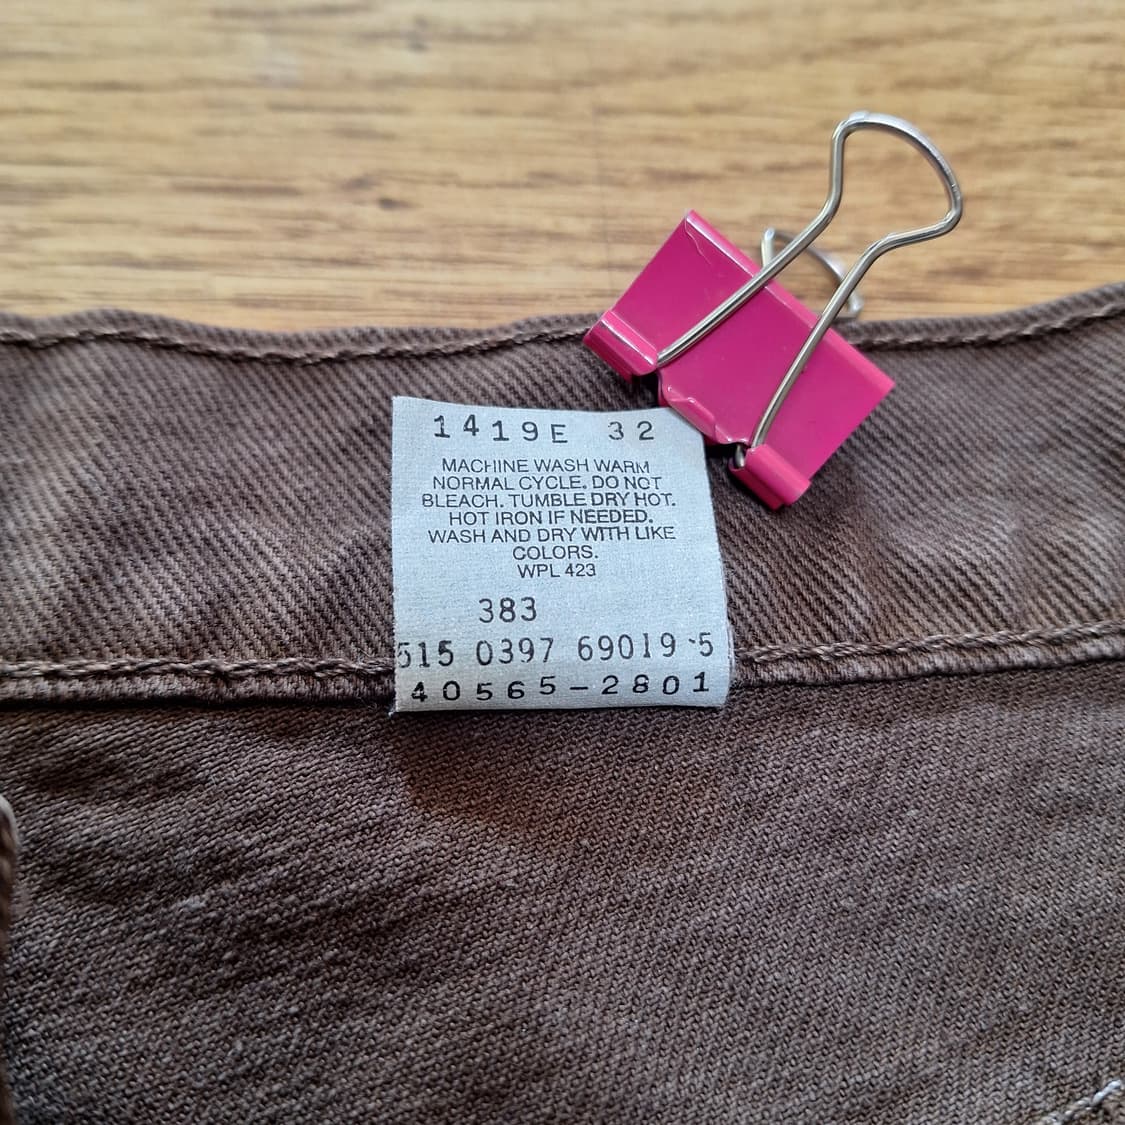 1419E 32
MACHINE WASH WARM
NORMAL CYCLE. DO NOT
BLEACH. TUMBLE DRY HOT.
HOT IRON IF NEEDED.
WASH AND DRY WITH LIKE
COLORS.
WPL 423
383
515 0397 69019-5
40565-2801